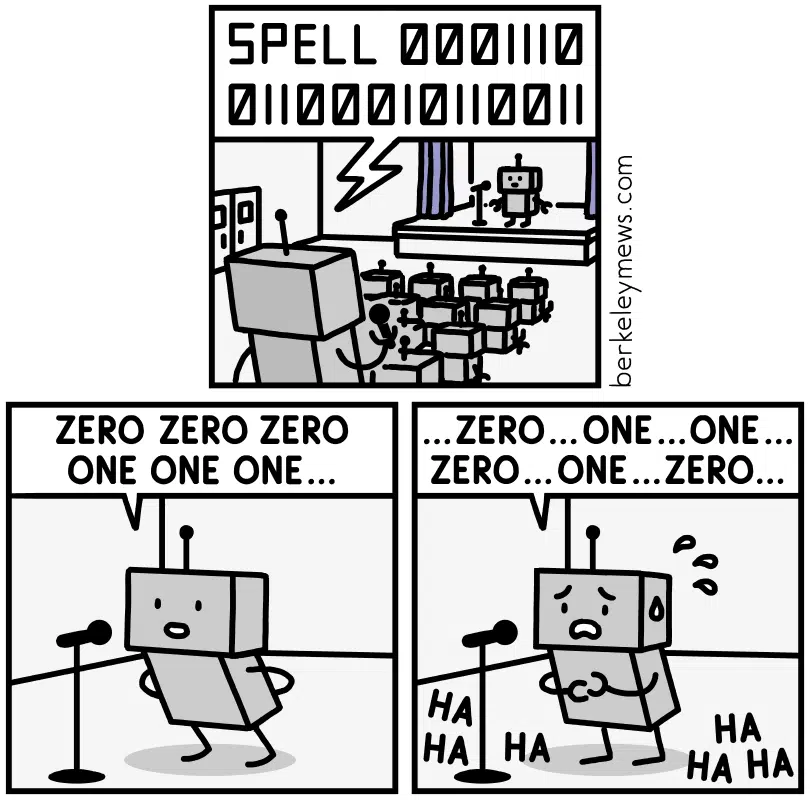 SPELL 0001110
01100010110011
berkeleymews.com
ZERO ZERO ZERO
ONE ONE ONE...
...ZERO...ONE...ONE...
ZERO...ONE...ZERO...
HA
HA
HA
HA
HA HA